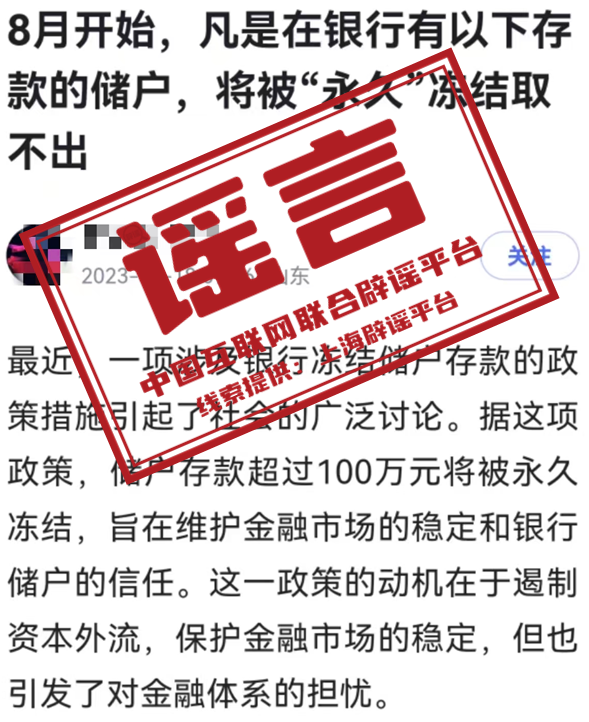 8月开始，凡是在银行有以下存
款的储户，将被“永久”冻结取
不出
谣言
中国互联网联合辟谣平台
线索提供：上海辟谣平台
2023-
山东
关注
最近，一项涉及银行冻结储户存款的政
策措施引起了社会的广泛讨论。据这项
政策，储户存款超过100万元将被永久
冻结，旨在维护金融市场的稳定和银行
储户的信任。这一政策的动机在于遏制
资本外流，保护金融市场的稳定，但也
引发了对金融体系的担忧。